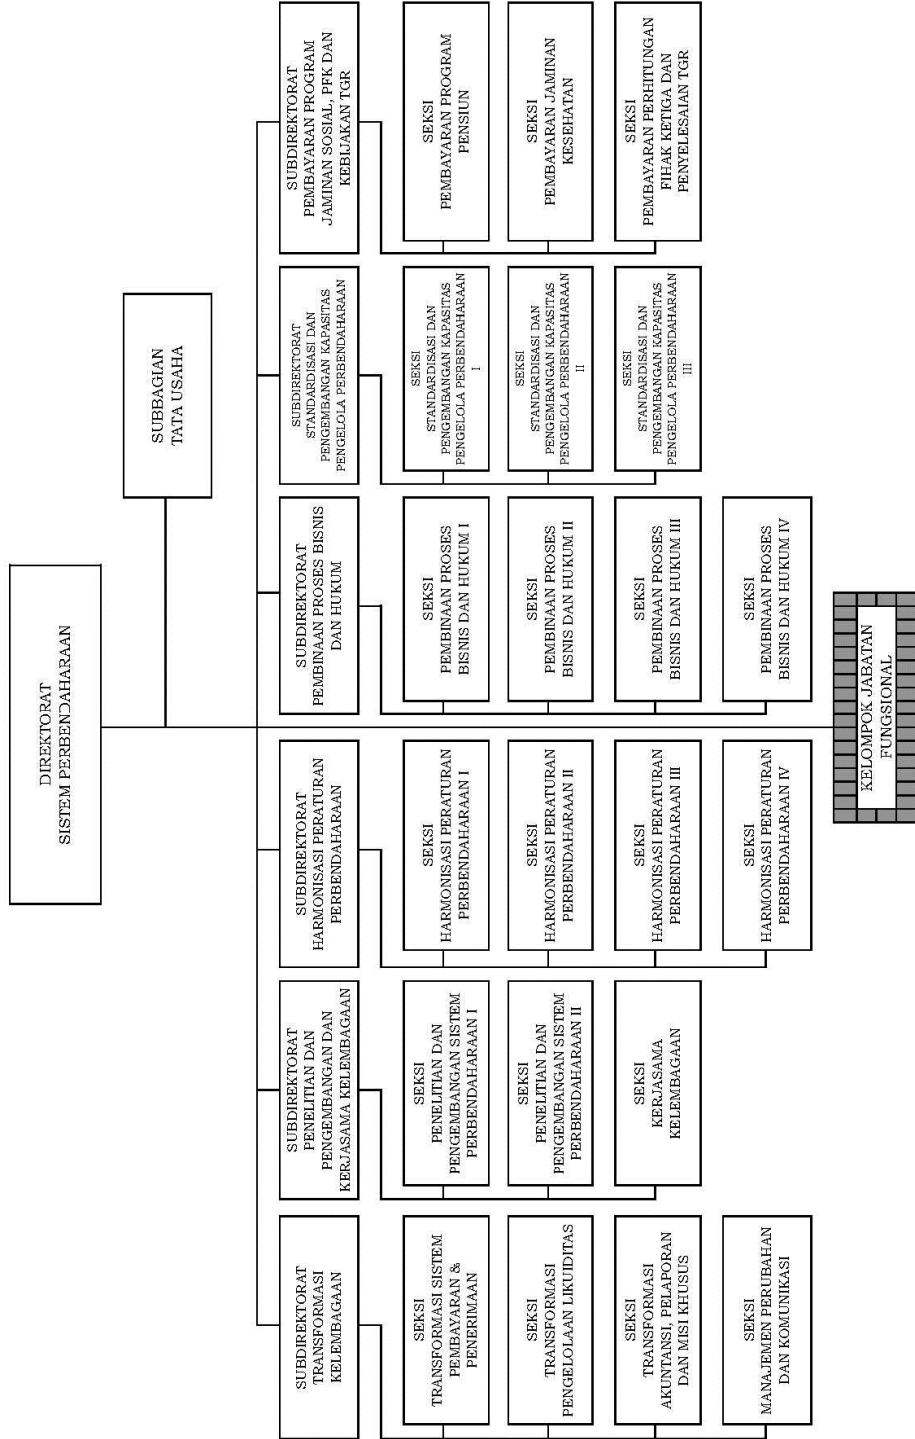 DIREKTORAT
SISTEM PERBENDAHARAAN
SUBBAGIAN
TATA USAHA
SUBDIREKTORAT
TRANSFORMASI
KELEMBAGAAN
SEKSI
TRANSFORMASI SISTEM
PEMBAYARAN &
PENERIMAAN
SEKSI
TRANSFORMASI
PENGELOLAAN LIKUIDITAS
SEKSI
TRANSFORMASI
AKUNTANSI, PELAPORAN
DAN MISI KHUSUS
SEKSI
MANAJEMEN PERUBAHAN
DAN KOMUNIKASI
SUBDIREKTORAT
PENELITIAN DAN
PENGEMBANGAN DAN
KERJASAMA KELEMBAGAAN
SEKSI
PENELITIAN DAN
PENGEMBANGAN SISTEM
PERBENDAHARAAN I
SEKSI
PENELITIAN DAN
PENGEMBANGAN SISTEM
PERBENDAHARAAN II
SEKSI
KERJASAMA
KELEMBAGAAN
SUBDIREKTORAT
HARMONISASI PERATURAN
PERBENDAHARAAN
SEKSI
HARMONISASI PERATURAN
PERBENDAHARAAN I
SEKSI
HARMONISASI PERATURAN
PERBENDAHARAAN II
SEKSI
HARMONISASI PERATURAN
PERBENDAHARAAN III
SEKSI
HARMONISASI PERATURAN
PERBENDAHARAAN IV
SUBDIREKTORAT
PEMBINAAN PROSES BISNIS
DAN HUKUM
SEKSI
PEMBINAAN PROSES
BISNIS DAN HUKUM I
SEKSI
PEMBINAAN PROSES
BISNIS DAN HUKUM II
SEKSI
PEMBINAAN PROSES
BISNIS DAN HUKUM III
SEKSI
PEMBINAAN PROSES
BISNIS DAN HUKUM IV
SUBDIREKTORAT
STANDARDISASI DAN
PENGEMBANGAN KAPASITAS
PENGELOLA PERBENDAHARAAN
SEKSI
STANDARDISASI DAN
PENGEMBANGAN KAPASITAS
PENGELOLA PERBENDAHARAAN
I
SEKSI
STANDARDISASI DAN
PENGEMBANGAN KAPASITAS
PENGELOLA PERBENDAHARAAN
II
SEKSI
STANDARDISASI DAN
PENGEMBANGAN KAPASITAS
PENGELOLA PERBENDAHARAAN
III
SUBDIREKTORAT
PEMBAYARAN PROGRAM
JAMINAN SOSIAL, PFK DAN
KEBIJAKAN TGR
SEKSI
PEMBAYARAN PROGRAM
PENSIUN
SEKSI
PEMBAYARAN JAMINAN
KESEHATAN
SEKSI
PEMBAYARAN PERHITUNGAN
FIHAK KETIGA DAN
PENYELESAIAN TGR
KELOMPOK JABATAN
FUNGSIONAL